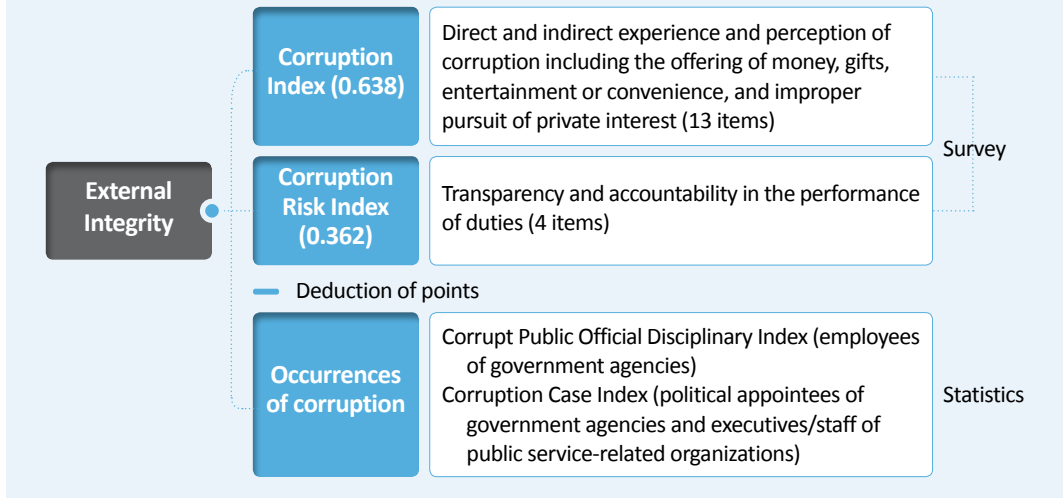 External
Integrity
Corruption
Index (0.638)
Direct and indirect experience and perception of
corruption including the offering of money, gifts,
entertainment or convenience, and improper
pursuit of private interest (13 items)
Survey
Corruption
Risk Index
(0.362)
Transparency and accountability in the performance
of duties (4 items)
Deduction of points
Occurrences
of corruption
Corrupt Public Official Disciplinary Index (employees
of government agencies)
Corruption Case Index (political appointees of
government agencies and executives/staff of
public service-related organizations)
Statistics